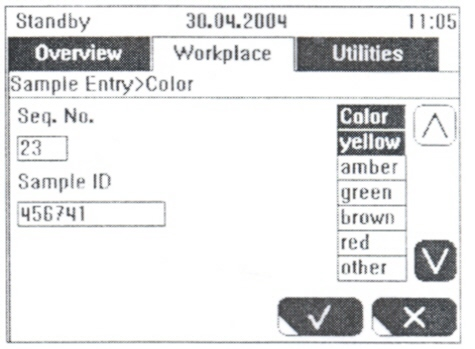 Standby 30.04.2004 11:05
Overview Workplace Utilities
Sample Entry>Color
Seq. No.
23
Sample ID
456741
Color
yellow
amber
green
brown
red
other